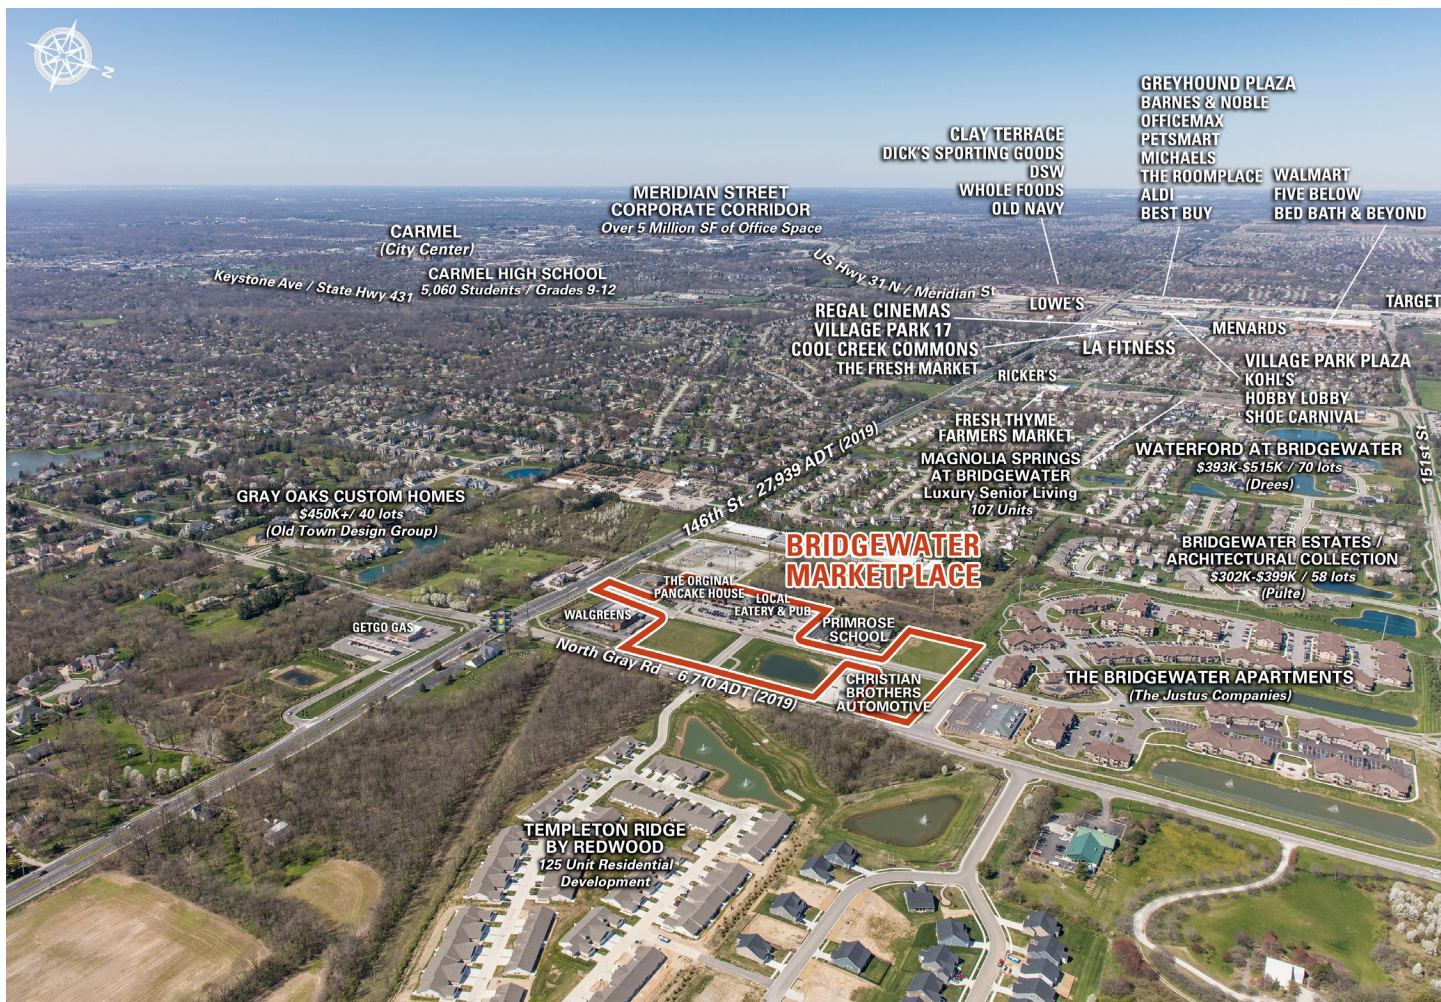 N
GREYHOUND PLAZA
BARNES & NOBLE
OFFICEMAX
PETSMART
MICHAELS
THE ROOMPLACE
ALDI
BEST BUY
CLAY TERRACE
DICK'S SPORTING GOODS
DSW
WHOLE FOODS
OLD NAVY
WALMART
FIVE BELOW
BED BATH & BEYOND
MERIDIAN STREET
CORPORATE CORRIDOR
Over 5 Million SF of Office Space
CARMEL
(City Center)
CARMEL HIGH SCHOOL
5,060 Students / Grades 9-12
Keystone Ave / State Hwy 431
US Hwy 31 N / Meridian St
LOWE'S
TARGET
REGAL CINEMAS
VILLAGE PARK 17
COOL CREEK COMMONS
THE FRESH MARKET
MENARDS
LA FITNESS
VILLAGE PARK PLAZA
KOHL'S
HOBBY LOBBY
SHOE CARNIVAL
RICKER'S
FRESH THYME
FARMERS MARKET
MAGNOLIA SPRINGS
AT BRIDGEWATER
Luxury Senior Living
107 Units
WATERFORD AT BRIDGEWATER
$393K-$515K / 70 lots
(Drees)
151st St
146th St - 27,939 ADT (2019)
GRAY OAKS CUSTOM HOMES
$450K+/ 40 lots
(Old Town Design Group)
BRIDGEWATER
MARKETPLACE
BRIDGEWATER ESTATES /
ARCHITECTURAL COLLECTION
$302K-$399K / 58 lots
(Pulte)
THE ORGINAL
PANCAKE HOUSE
LOCAL
EATERY & PUB
WALGREENS
PRIMROSE
SCHOOL
GETGO GAS
North Gray Rd - 6,710 ADT (2019)
CHRISTIAN
BROTHERS
AUTOMOTIVE
THE BRIDGEWATER APARTMENTS
(The Justus Companies)
TEMPLETON RIDGE
BY REDWOOD
125 Unit Residential
Development